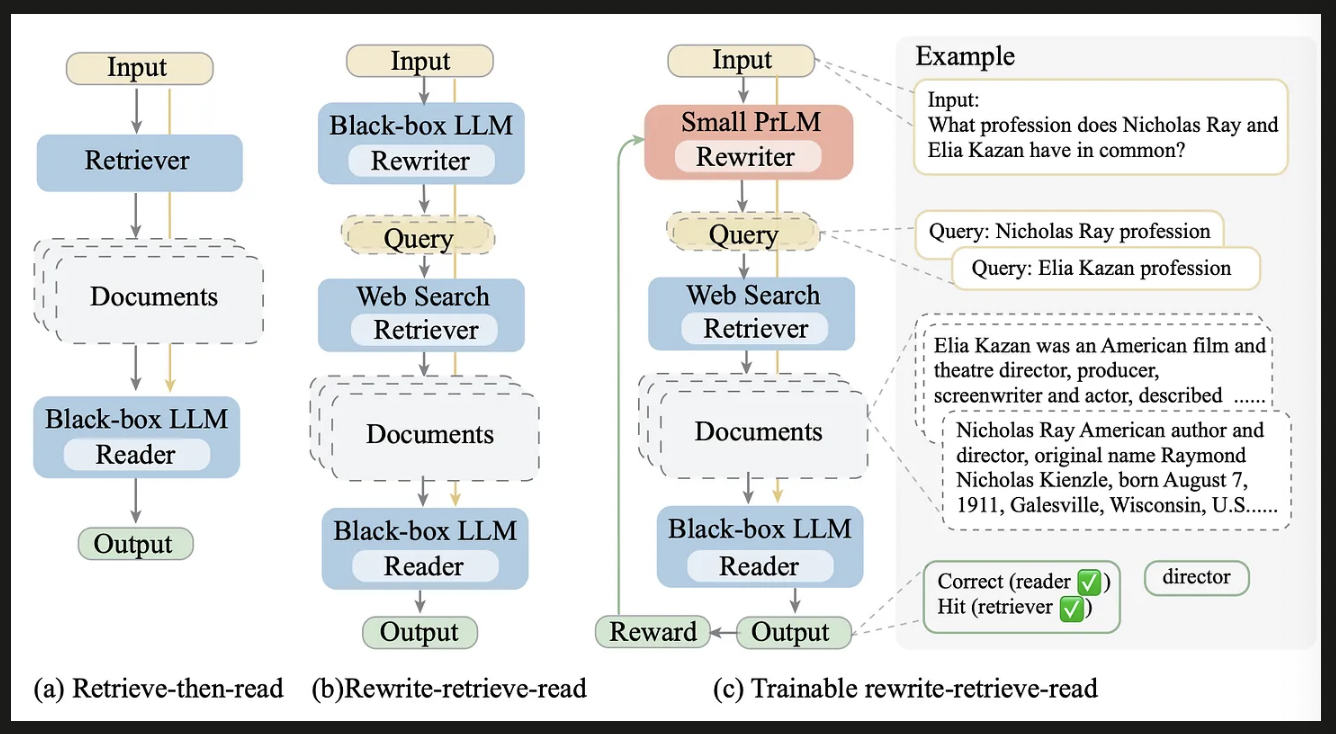 Input
Retriever
Documents
Black-box LLM
Reader
Output
(a) Retrieve-then-read
Input
Black-box LLM
Rewriter
Query
Web Search
Retriever
Documents
Black-box LLM
Reader
Output
(b)Rewrite-retrieve-read
Input
Small PrLM
Rewriter
Query
Web Search
Retriever
Documents
Black-box LLM
Reader
Reward
Output
(c) Trainable rewrite-retrieve-read
Example
Input:
What profession does Nicholas Ray and
Elia Kazan have in common?
Query: Nicholas Ray profession
Query: Elia Kazan profession
Elia Kazan was an American film and
theatre director, producer,
screenwriter and actor, described ......
Nicholas Ray American author and
director, original name Raymond
Nicholas Kienzle, born August 7,
1911, Galesville, Wisconsin, U.S......
Correct (reader ✅)
Hit (retriever ✅)
director